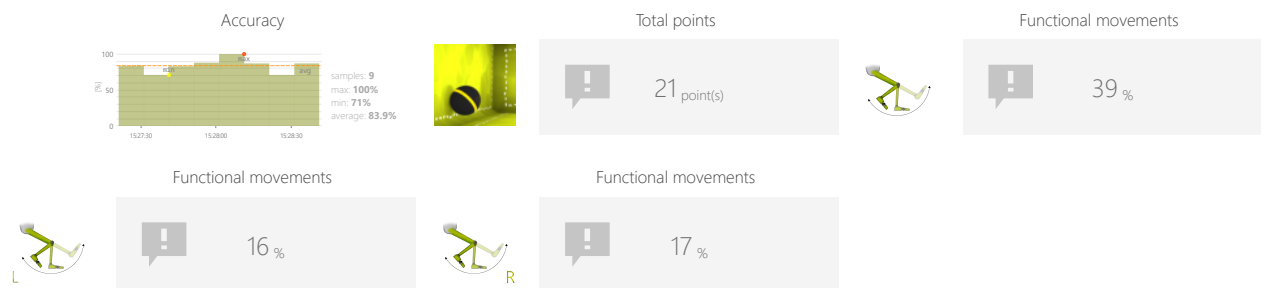 Accuracy
Total points
Functional movements
100
50
0
[%]
min
max
avg
15:27:30
15:28:00
15:28:30
samples: 9
max: 100%
min: 71%
average: 83.9%
21 point(s)
39 %
Functional movements
Functional movements
16 %
17 %
L
R